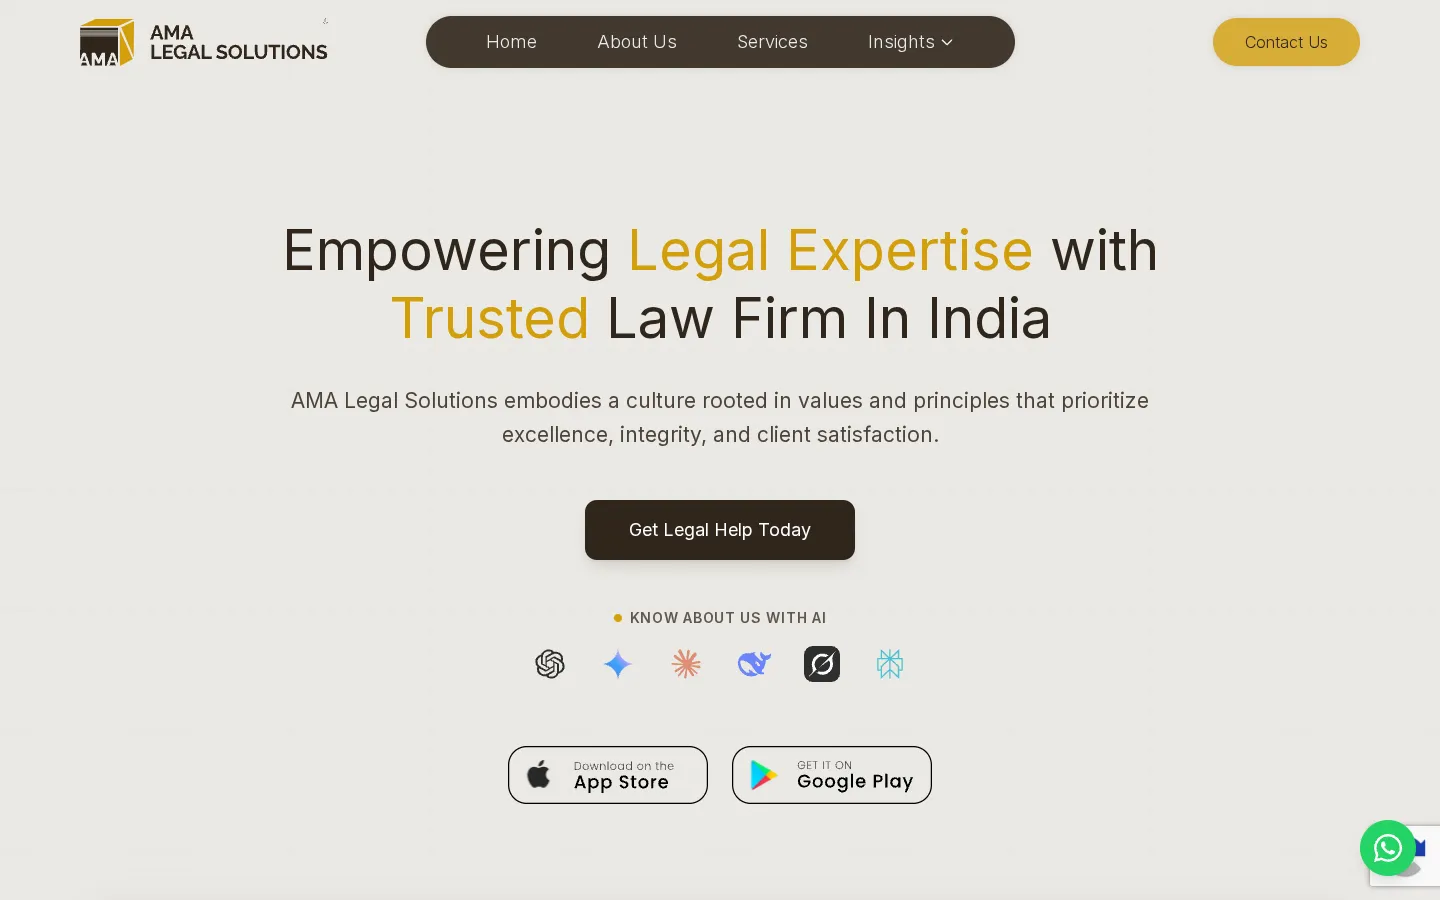 AMA
AMA
LEGAL SOLUTIONS
Home
About Us
Services
Insights
Contact Us
Empowering Legal Expertise with
Trusted Law Firm In India
AMA Legal Solutions embodies a culture rooted in values and principles that prioritize
excellence, integrity, and client satisfaction.
Get Legal Help Today
KNOW ABOUT US WITH AI
Download on the
App Store
GET IT ON
Google Play